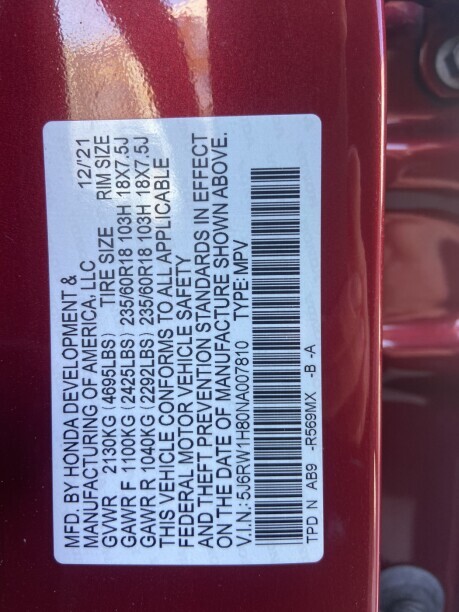 MFD. BY HONDA DEVELOPMENT &
MANUFACTURING OF AMERICA, LLC 12/'21
GVWR 2130KG (4695LBS) TIRE SIZE RIM SIZE
GAWR F 1100KG (2425LBS) 235/60R18 103H 18X7.5J
GAWR R 1040KG (2292LBS) 235/60R18 103H 18X7.5J
THIS VEHICLE CONFORMS TO ALL APPLICABLE
FEDERAL MOTOR VEHICLE SAFETY
AND THEFT PREVENTION STANDARDS IN EFFECT
ON THE DATE OF MANUFACTURE SHOWN ABOVE.
V.I.N.: 5J6RW1H80NA007810 TYPE: MPV
TPD N AB9 -R569MX -B -A